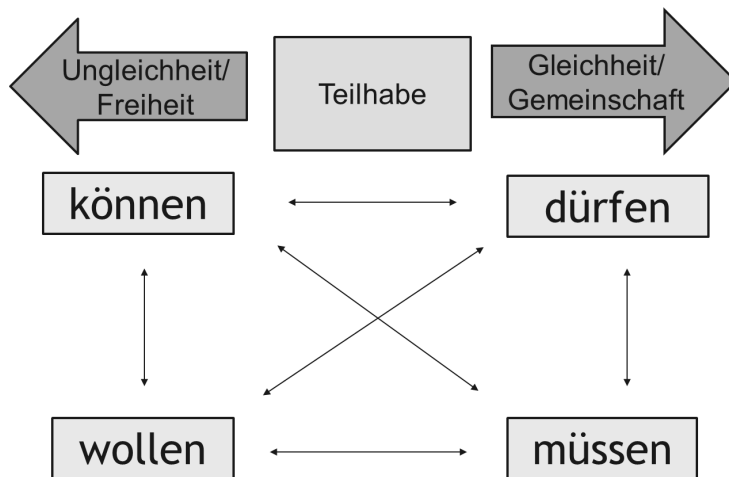 Ungleichheit/
Freiheit
Teilhabe
Gleichheit/
Gemeinschaft
können
dürfen
wollen
müssen